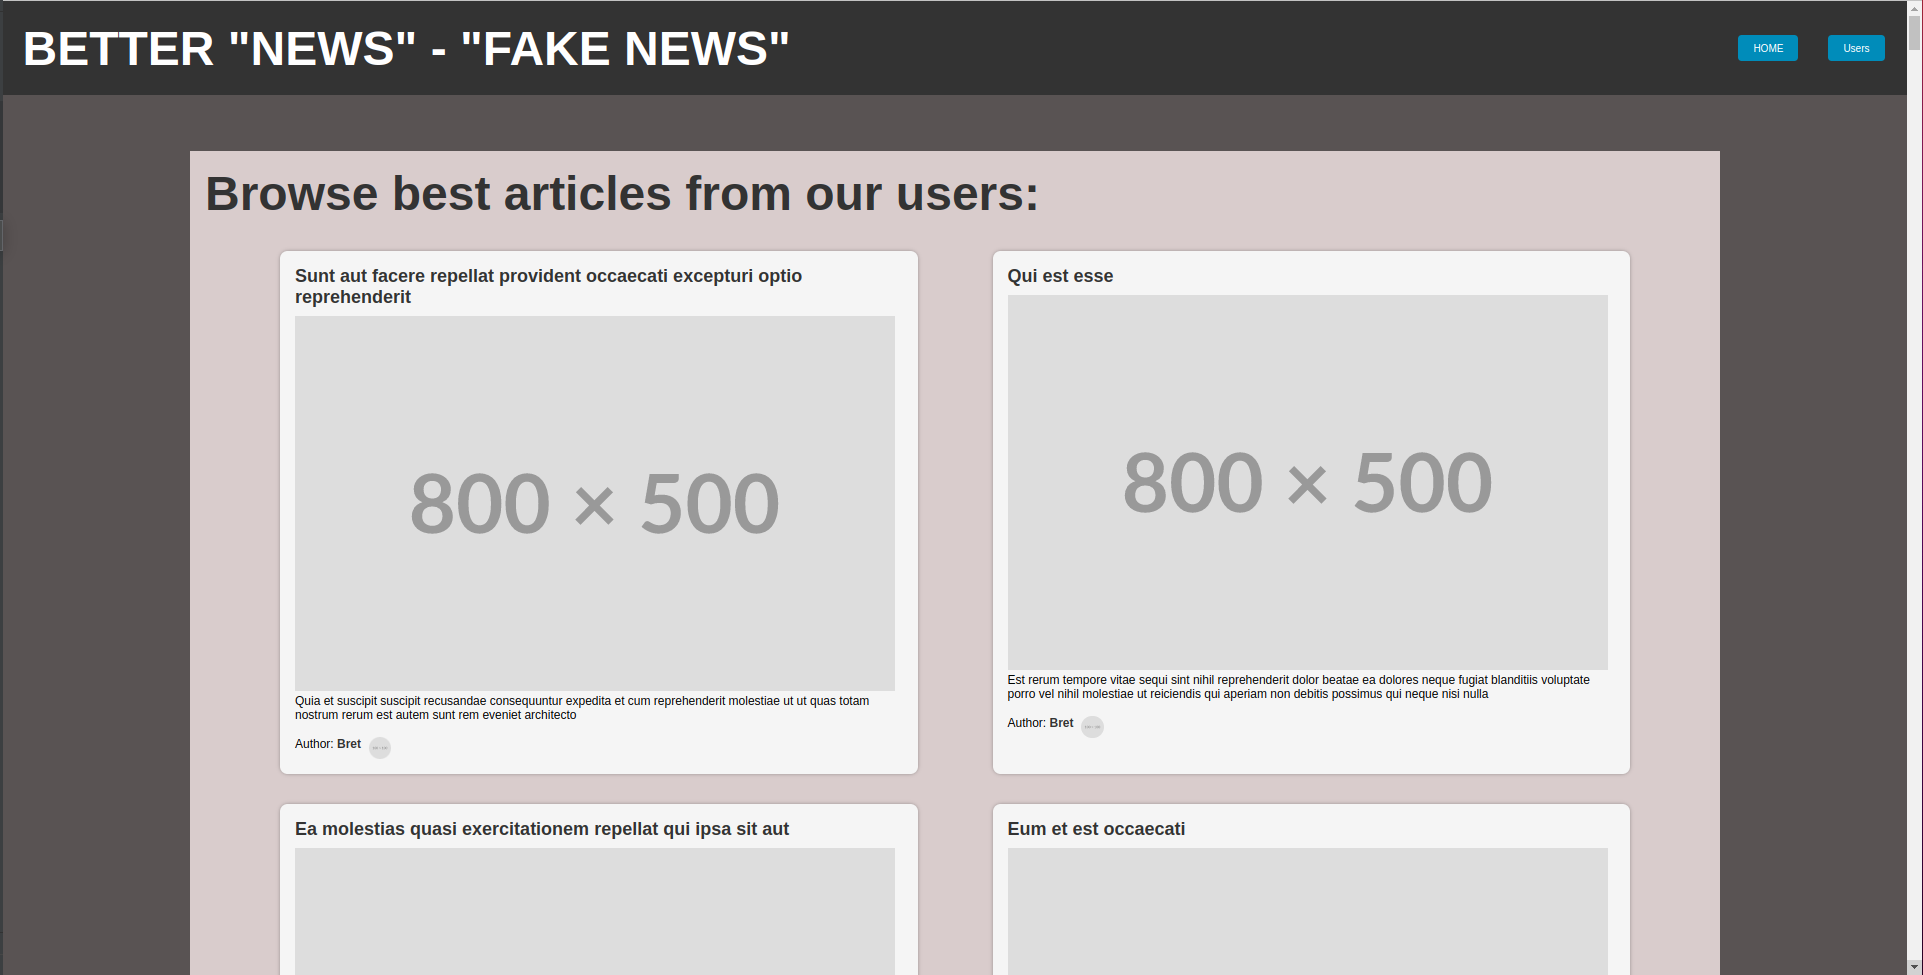 BETTER "NEWS" - "FAKE NEWS"
HOME
Users
Browse best articles from our users:
Sunt aut facere repellat provident occaecati excepturi optio
reprehenderit
800 × 500
Quia et suscipit suscipit recusandae consequuntur expedita et cum reprehenderit molestiae ut ut quas totam
nostrum rerum est autem sunt rem eveniet architecto
Author: Bret
Qui est esse
800 × 500
Est rerum tempore vitae sequi sint nihil reprehenderit dolor beatae ea dolores neque fugiat blanditiis voluptate
porro vel nihil molestiae ut reiciendis qui aperiam non debitis possimus qui neque nisi nulla
Author: Bret
Ea molestias quasi exercitationem repellat qui ipsa sit aut
Eum et est occaecati